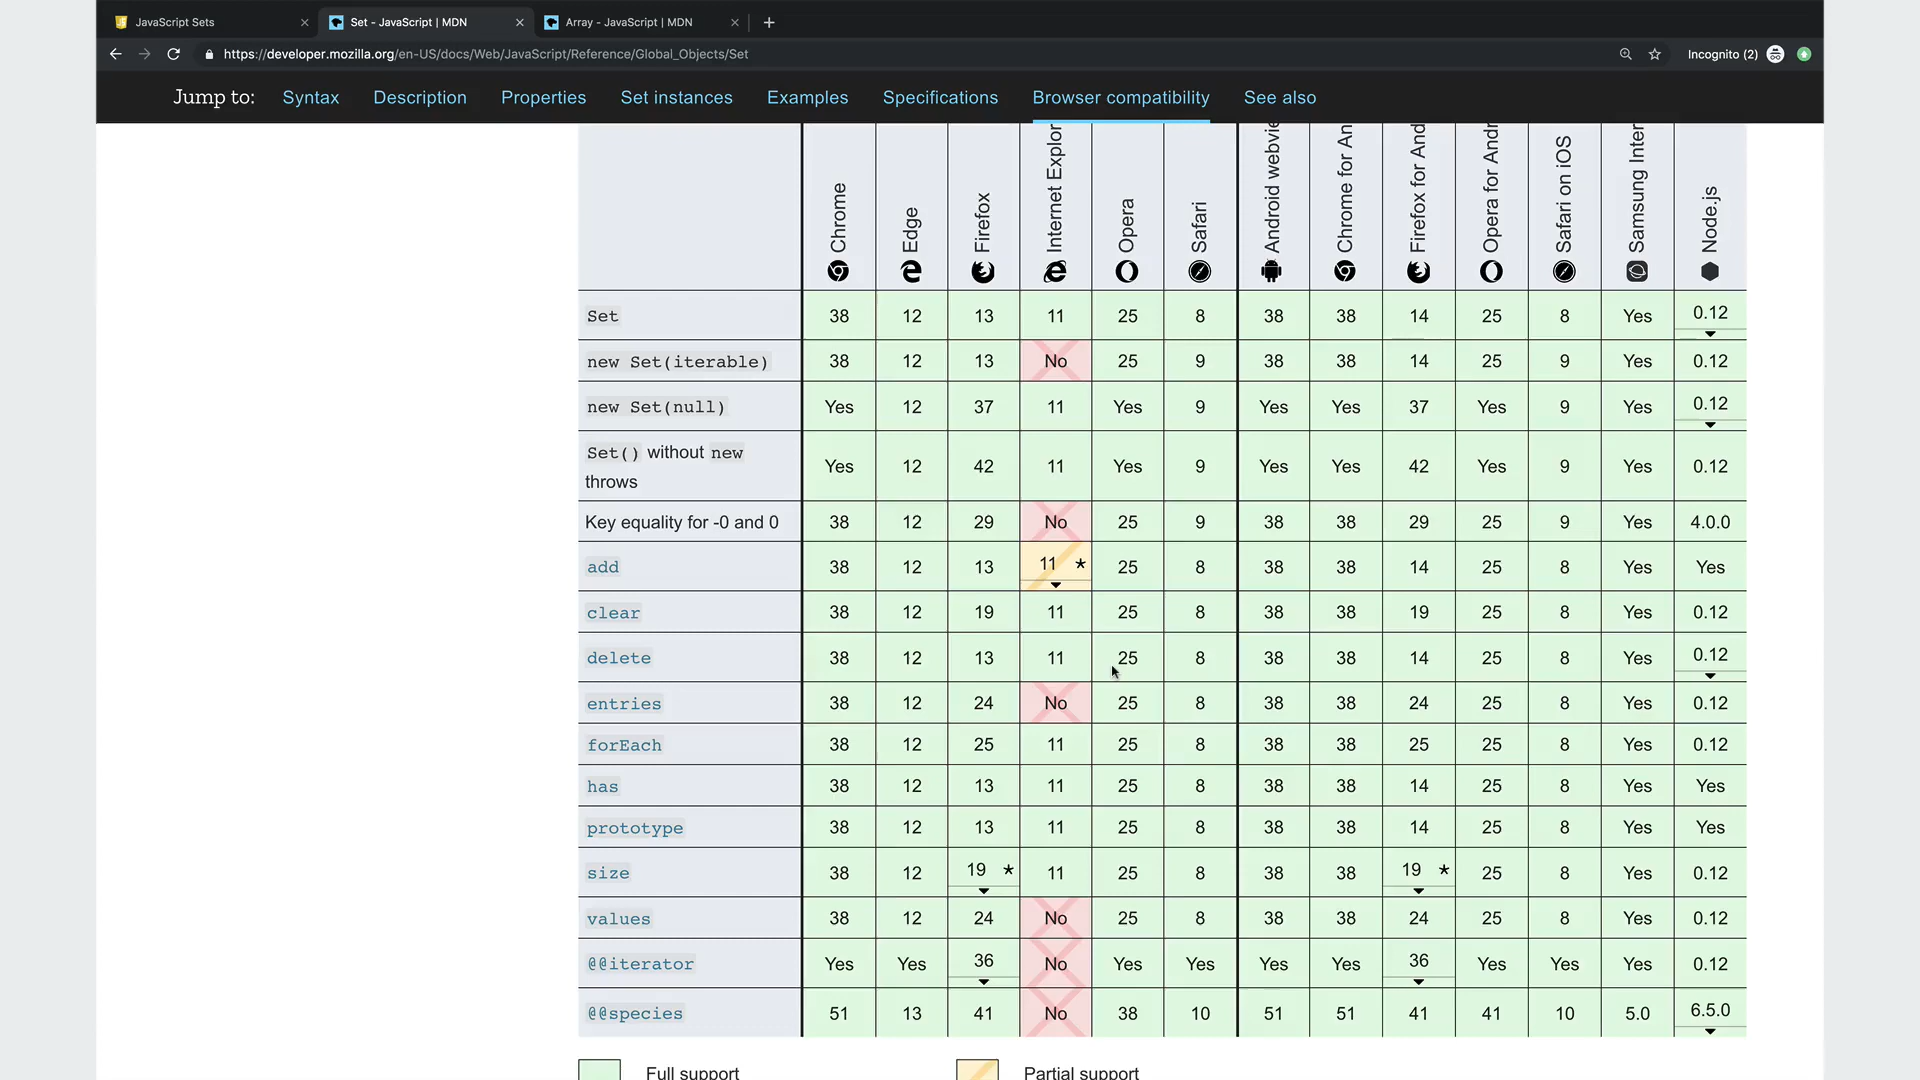 JavaScript Sets
Set - JavaScript | MDN
Array - JavaScript | MDN
https://developer.mozilla.org/en-US/docs/Web/JavaScript/Reference/Global_Objects/Set
Incognito (2)
Jump to: Syntax Description Properties Set instances Examples Specifications Browser compatibility See also
Chrome
Edge
Firefox
Internet Explor
Opera
Safari
Android webvie
Chrome for An
Firefox for And
Opera for Andr
Safari on iOS
Samsung Inter
Node.js
Set 38 12 13 11 25 8 38 38 14 25 8 Yes 0.12
new Set(iterable) 38 12 13 No 25 9 38 38 14 25 9 Yes 0.12
new Set(null) Yes 12 37 11 Yes 9 Yes Yes 37 Yes 9 Yes 0.12
Set() without new
throws Yes 12 42 11 Yes 9 Yes Yes 42 Yes 9 Yes 0.12
Key equality for -0 and 0 38 12 29 No 25 9 38 38 29 25 9 Yes 4.0.0
add 38 12 13 11 * 25 8 38 38 14 25 8 Yes Yes
clear 38 12 19 11 25 8 38 38 19 25 8 Yes 0.12
delete 38 12 13 11 25 8 38 38 14 25 8 Yes 0.12
entries 38 12 24 No 25 8 38 38 24 25 8 Yes 0.12
forEach 38 12 25 11 25 8 38 38 25 25 8 Yes 0.12
has 38 12 13 11 25 8 38 38 14 25 8 Yes Yes
prototype 38 12 13 11 25 8 38 38 14 25 8 Yes Yes
size 38 12 19 * 11 25 8 38 38 19 * 25 8 Yes 0.12
values 38 12 24 No 25 8 38 38 24 25 8 Yes 0.12
@@iterator Yes Yes 36 No Yes Yes Yes Yes 36 Yes Yes Yes 0.12
@@species 51 13 41 No 38 10 51 51 41 41 10 5.0 6.5.0
Full support
Partial support